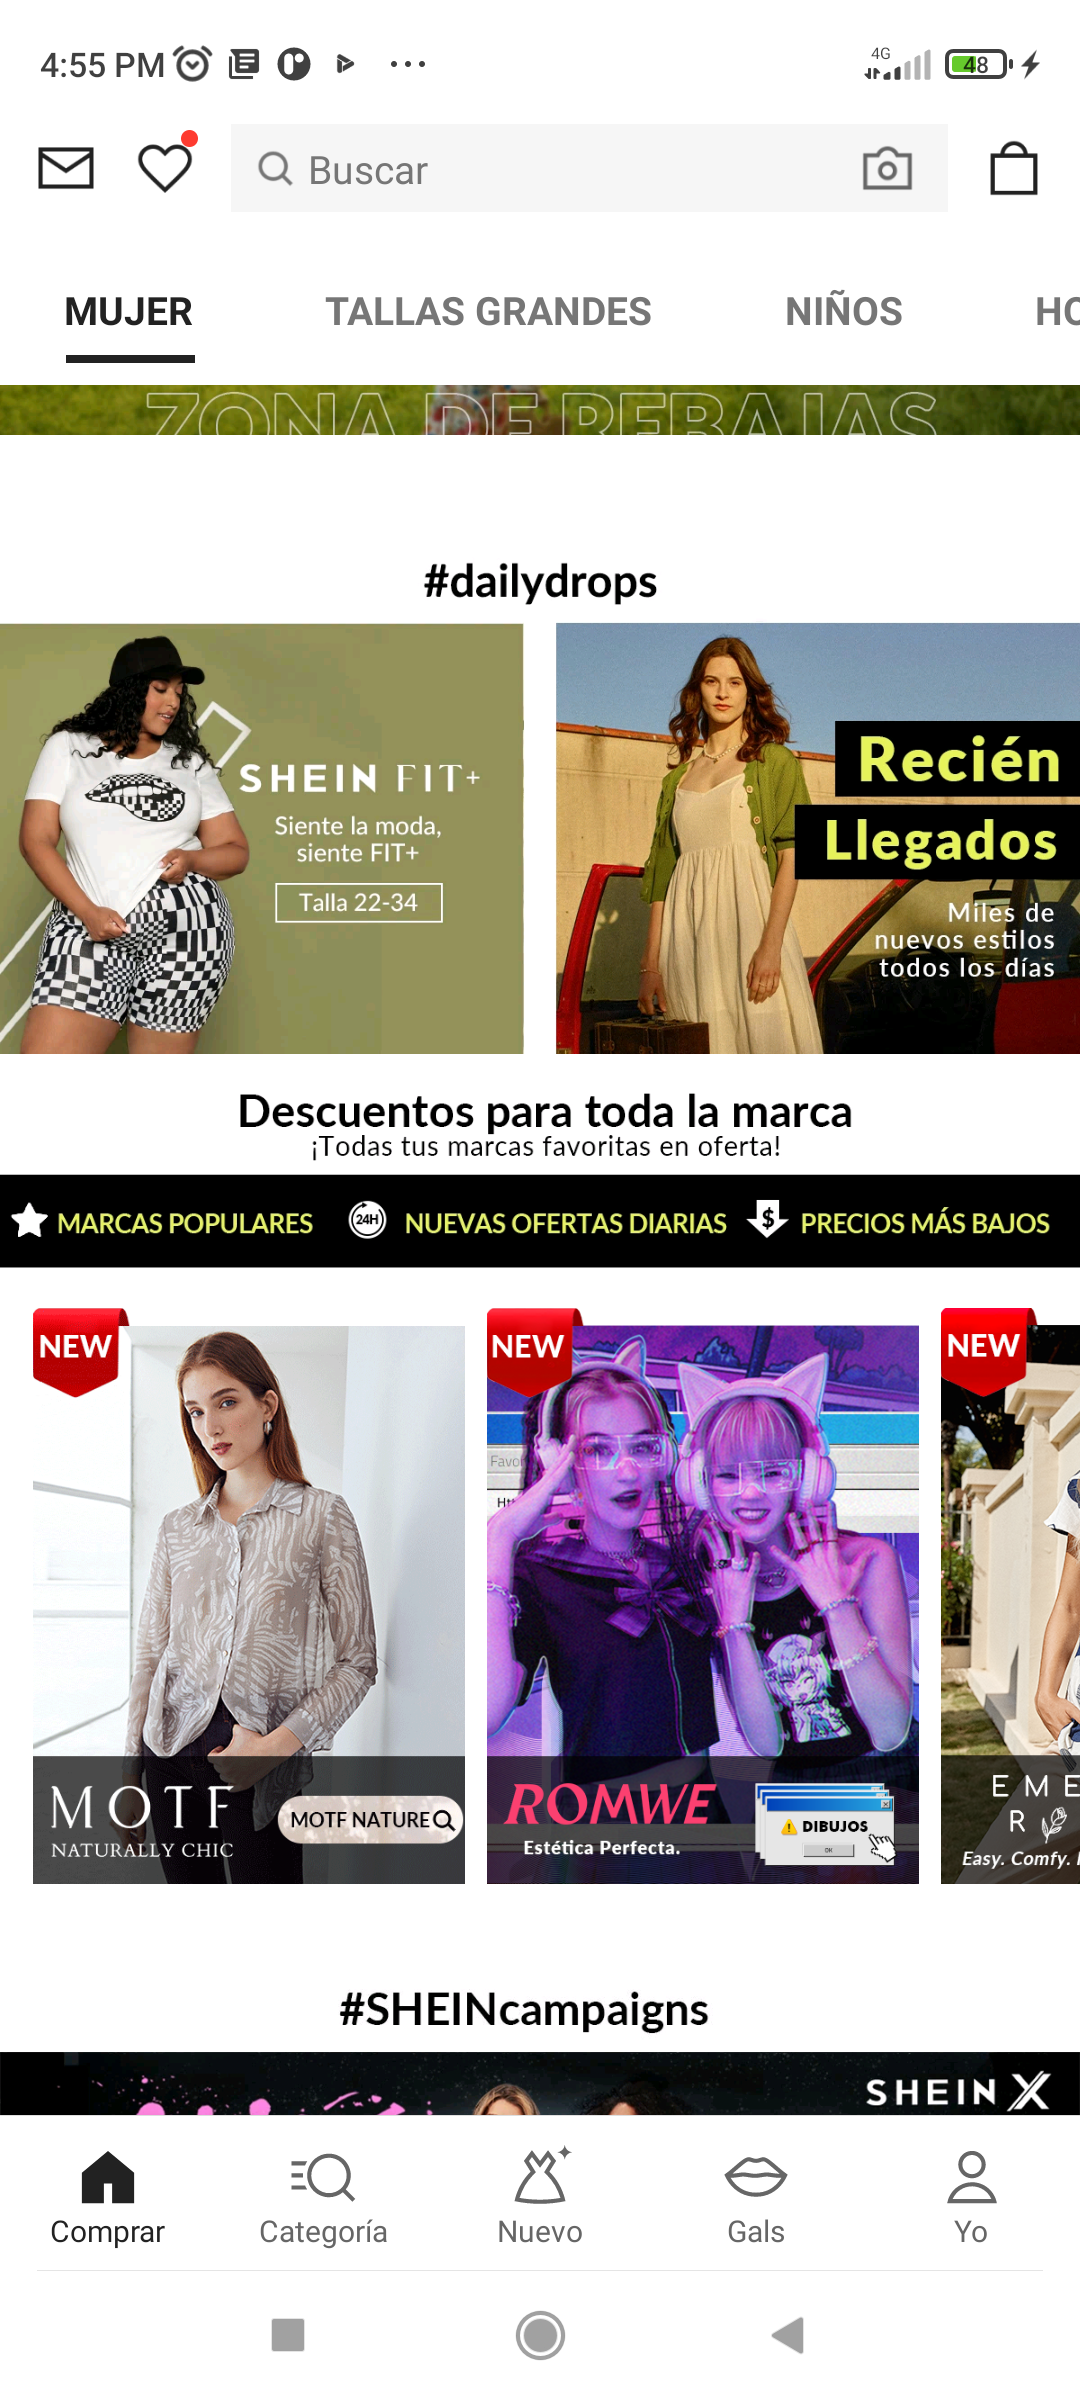 4:55 PM
4G
48
Buscar
MUJER
TALLAS GRANDES
NIÑOS
HO
ZONA DE REBAJAS
#dailydrops
SHEIN FIT+
Siente la moda,
siente FIT+
Talla 22-34
Recién
Llegados
Miles de
nuevos estilos
todos los días
Descuentos para toda la marca
¡Todas tus marcas favoritas en oferta!
MARCAS POPULARES
24H
NUEVAS OFERTAS DIARIAS
$
PRECIOS MÁS BAJOS
NEW
MOTF
NATURALLY CHIC
MOTF NATURE
NEW
Favor
Htt
ROMWE
Estética Perfecta.
DIBUJOS
OK
NEW
EME
R
Easy. Comfy.
#SHEINcampaigns
SHEIN X
Comprar
Categoría
Nuevo
Gals
Yo